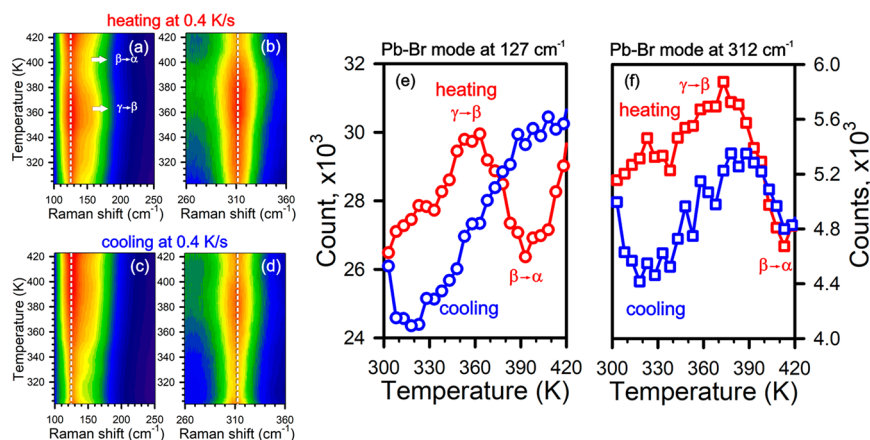 heating at 0.4 K/s
(a)
β→α
γ→β
(b)
Temperature (K)
420
400
380
360
340
320
300
100 150 200 250
Raman shift (cm-1)
260 310 360
Raman shift (cm-1)
cooling at 0.4 K/s
(c)
(d)
Temperature (K)
420
400
380
360
340
320
300
100 150 200 250
Raman shift (cm-1)
260 310 360
Raman shift (cm-1)
Pb-Br mode at 127 cm-1
(e)
heating
γ→β
β→α
cooling
Count, x10³
32
30
28
26
24
300 330 360 390 420
Temperature (K)
Pb-Br mode at 312 cm-1
(f)
γ→β
heating
β→α
cooling
Counts, x10³
6.0
5.6
5.2
4.8
4.4
4.0
300 330 360 390 420
Temperature (K)